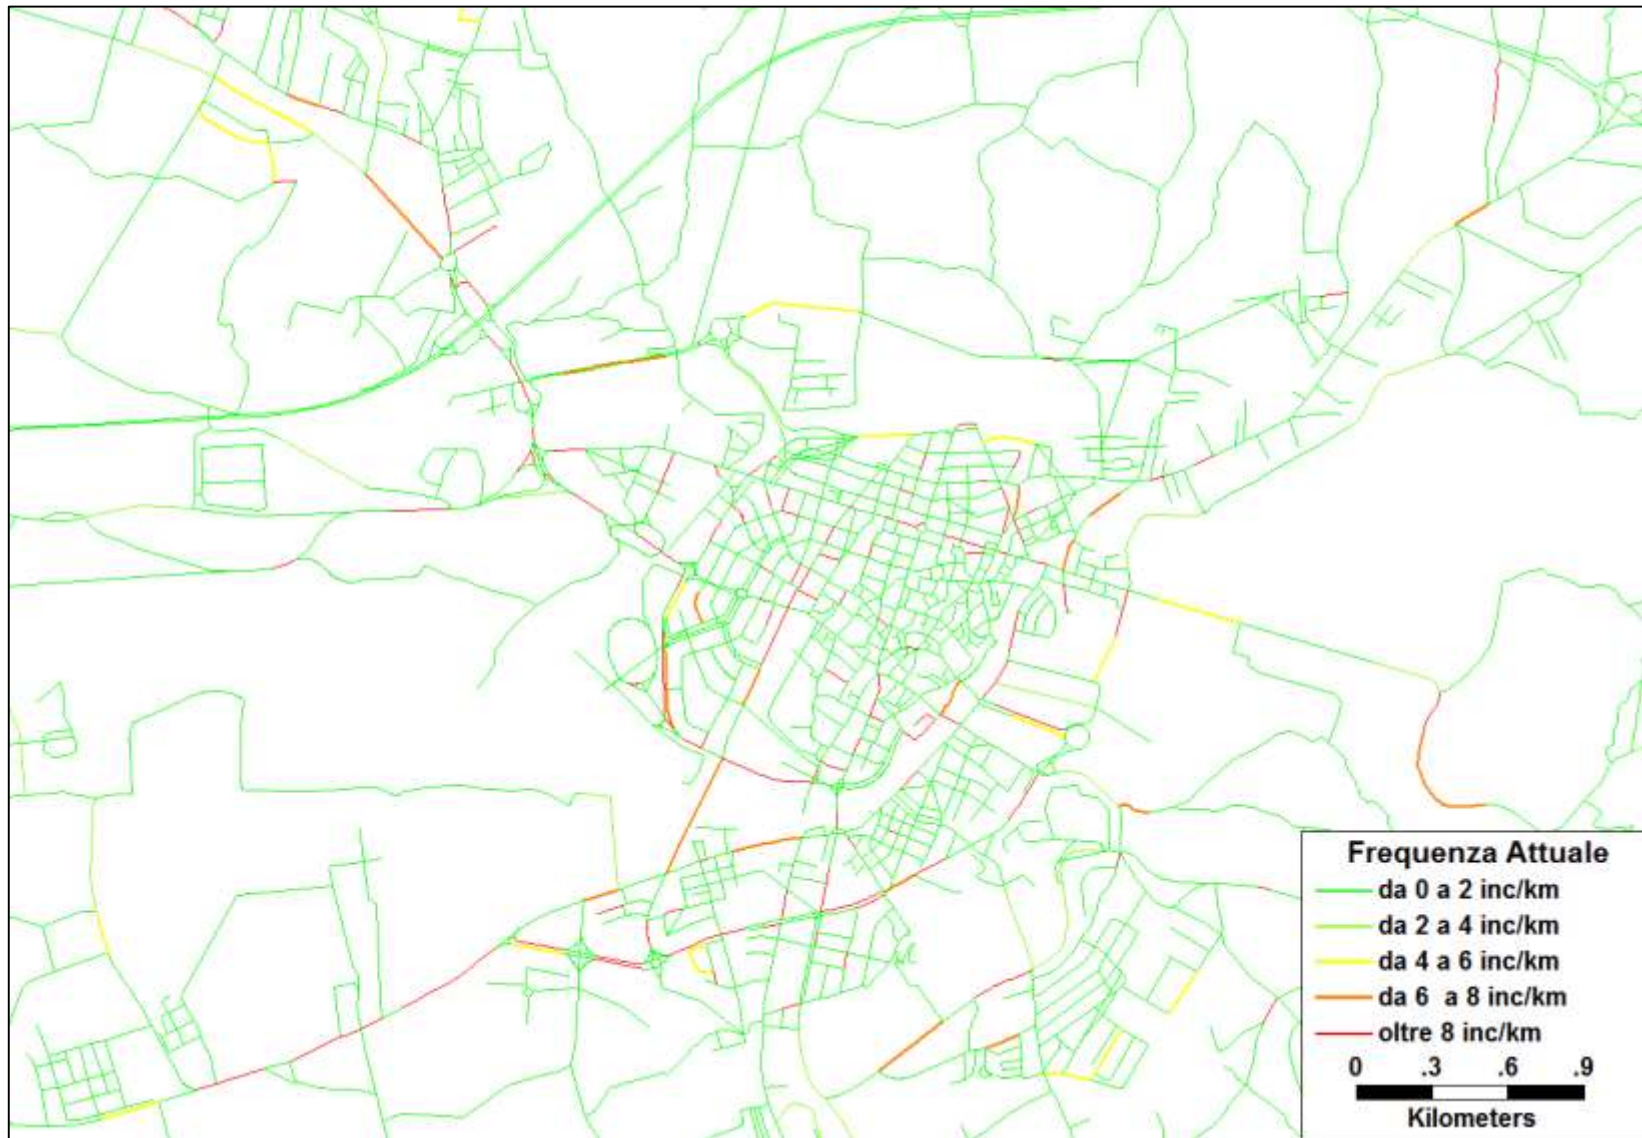 Frequenza Attuale
da 0 a 2 inc/km
da 2 a 4 inc/km
da 4 a 6 inc/km
da 6 a 8 inc/km
oltre 8 inc/km
0 .3 .6 .9
Kilometers